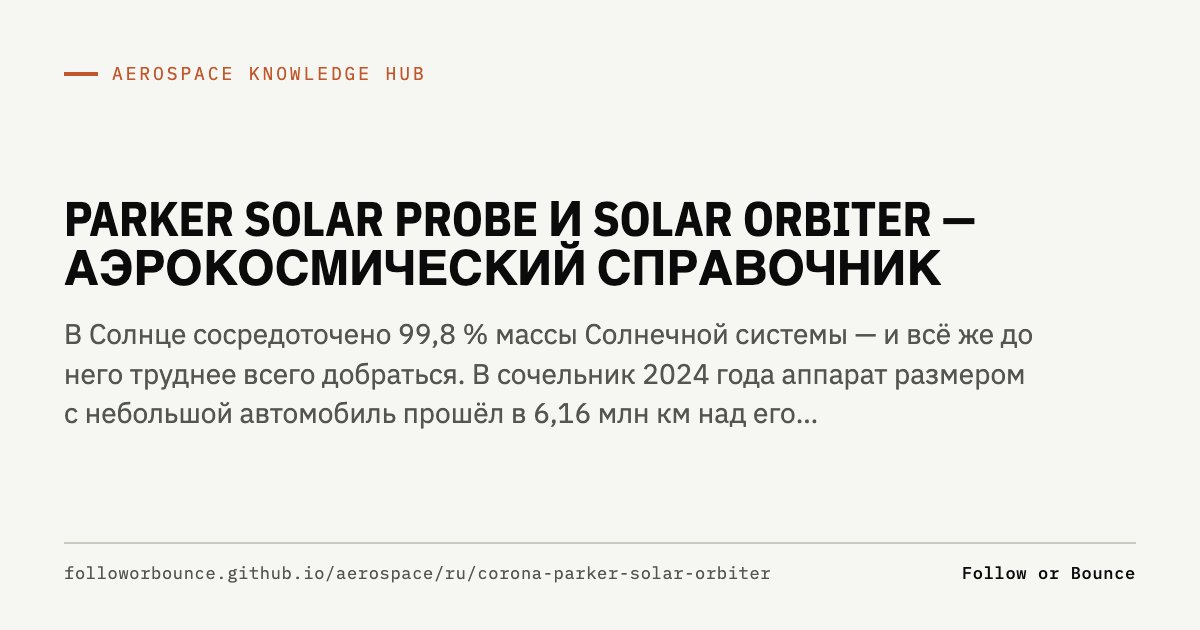 AEROSPACE KNOWLEDGE HUB
PARKER SOLAR PROBE И SOLAR ORBITER —
АЭРОКОСМИЧЕСКИЙ СПРАВОЧНИК
В Солнце сосредоточено 99,8 % массы Солнечной системы — и всё же до
него труднее всего добраться. В сочельник 2024 года аппарат размером
с небольшой автомобиль прошёл в 6,16 млн км над его…
followorbounce.github.io/aerospace/ru/corona-parker-solar-orbiter
Follow or Bounce